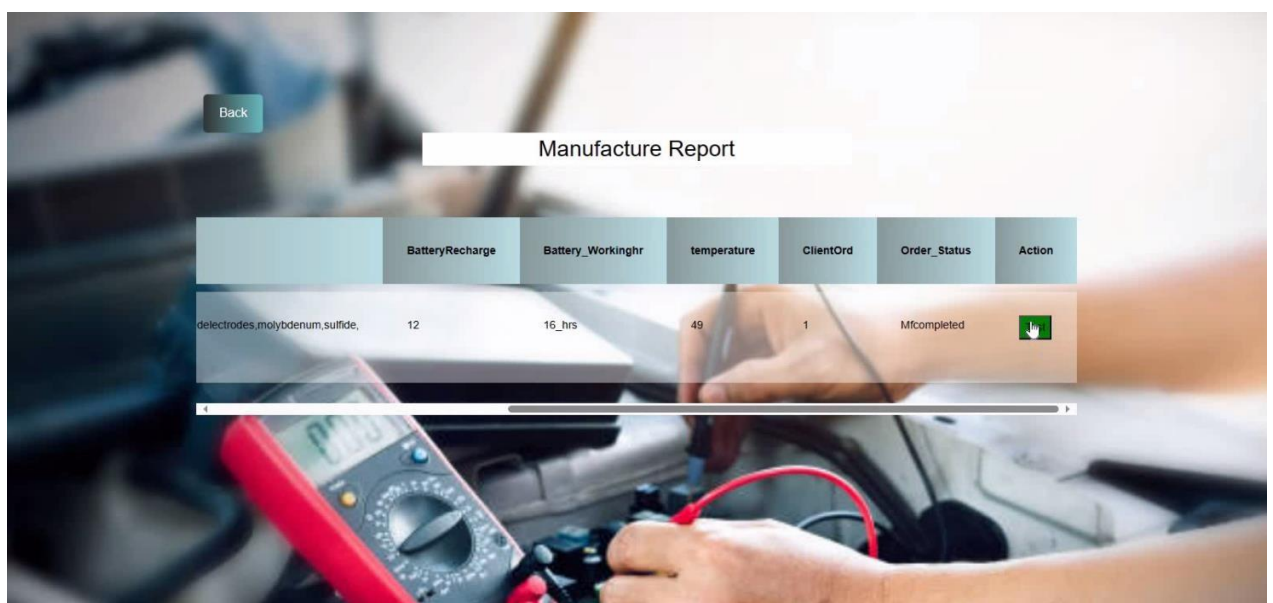 Back
Manufacture Report
BatteryRecharge Battery_Workinghr temperature ClientOrd Order_Status Action
delectrodes,molybdenum,sulfide, 12 16_hrs 49 1 Mfcompleted